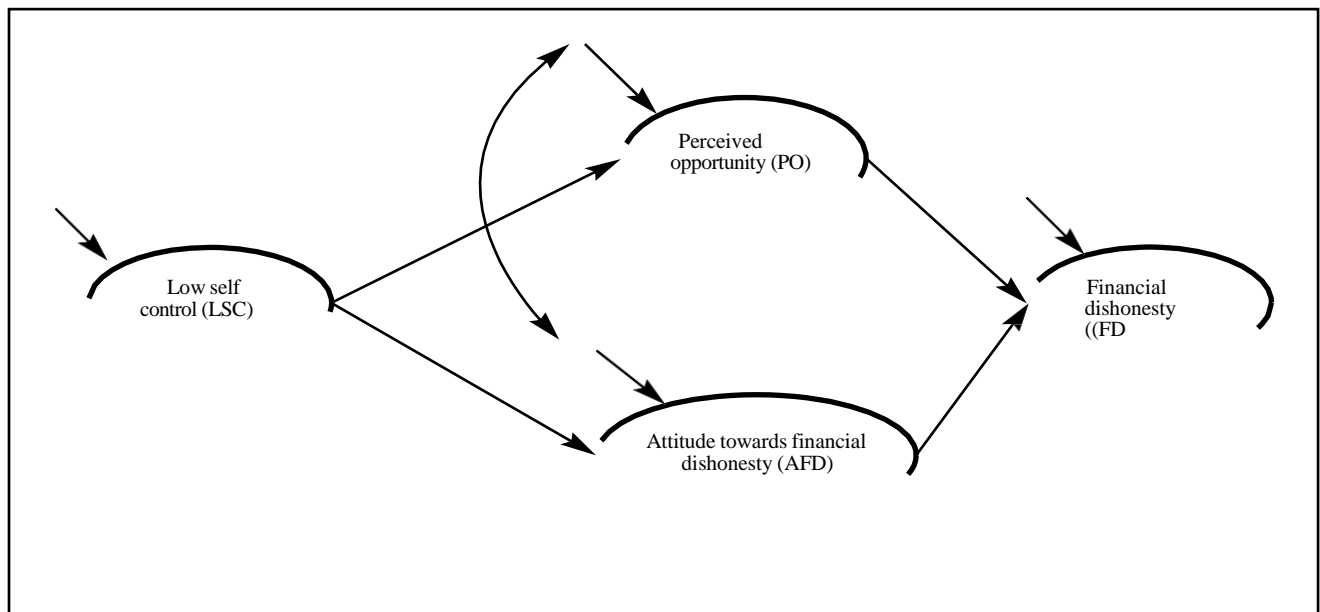 Perceived
opportunity (PO)
Low self
control (LSC)
Financial
dishonesty
((FD
Attitude towards financial
dishonesty (AFD)